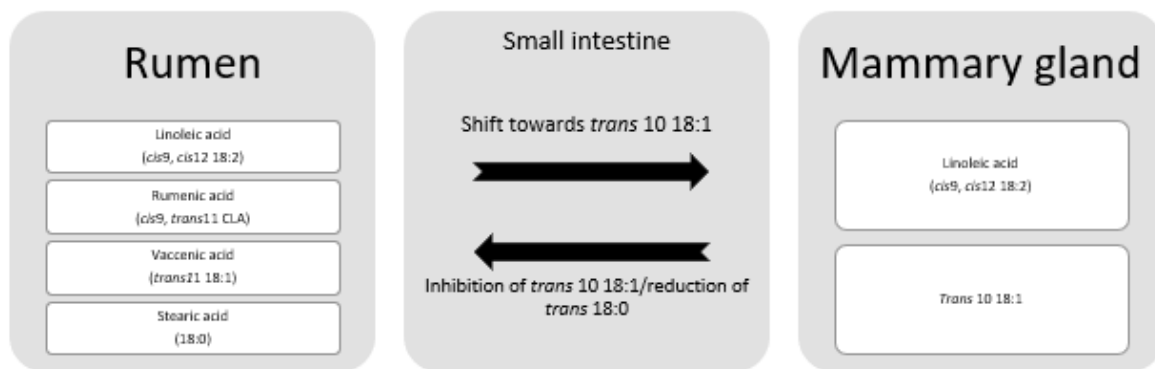 Rumen
Linoleic acid
(cis9, cis12 18:2)
Rumenic acid
(cis9, trans11 CLA)
Vaccenic acid
(trans11 18:1)
Stearic acid
(18:0)
Small intestine
Shift towards trans 10 18:1
Inhibition of trans 10 18:1/reduction of
trans 18:0
Mammary gland
Linoleic acid
(cis9, cis12 18:2)
Trans 10 18:1